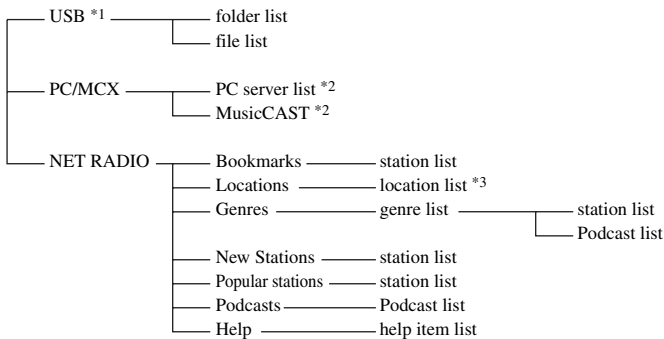 USB *1 folder list
file list
PC/MCX PC server list *2
MusicCAST *2
NET RADIO Bookmarks station list
Locations location list *3
Genres genre list station list
Podcast list
New Stations station list
Popular stations station list
Podcasts Podcast list
Help help item list